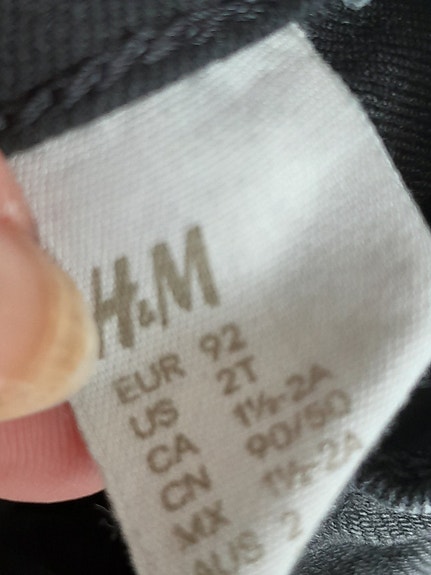 H&M
EUR 92
US 2T
CA 1½-2A
CN 90/50
MX 1½-2A
AUS 2